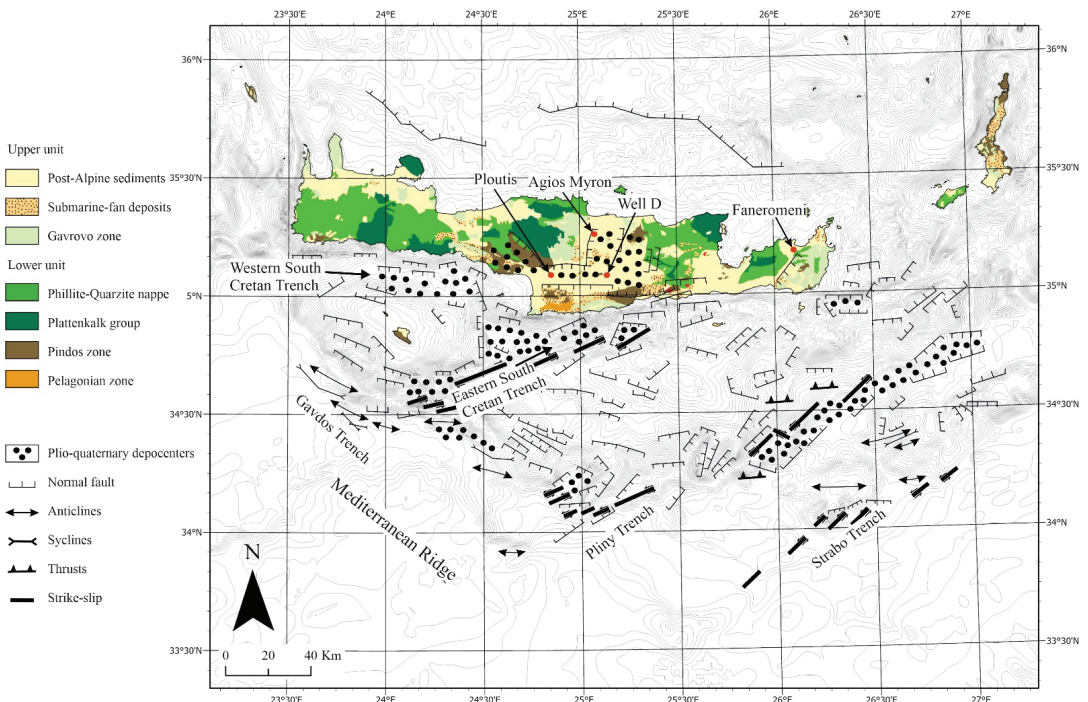 23°30'E 24°E 24°30'E 25°E 25°30'E 26°E 26°30'E 27°E
36°N 36°N
Upper unit
Post-Alpine sediments
Submarine-fan deposits
Gavrovo zone
Lower unit
Phillite-Quarzite nappe
Plattenkalk group
Pindos zone
Pelagonian zone
Plio-quaternary depocenters
Normal fault
Anticlines
Syclines
Thrusts
Strike-slip
35°30'N 35°30'N
Ploutis
Agios Myron
Well D
Faneromeni
Western South
Cretan Trench
35°N 35°N
Eastern South
Cretan Trench
34°30'N 34°30'N
Gavdos Trench
Mediterranean Ridge
Pliny Trench
Strabo Trench
34°N 34°N
N
0 20 40 Km
33°30'N 33°30'N
23°30'E 24°E 24°30'E 25°E 25°30'E 26°E 26°30'E 27°E